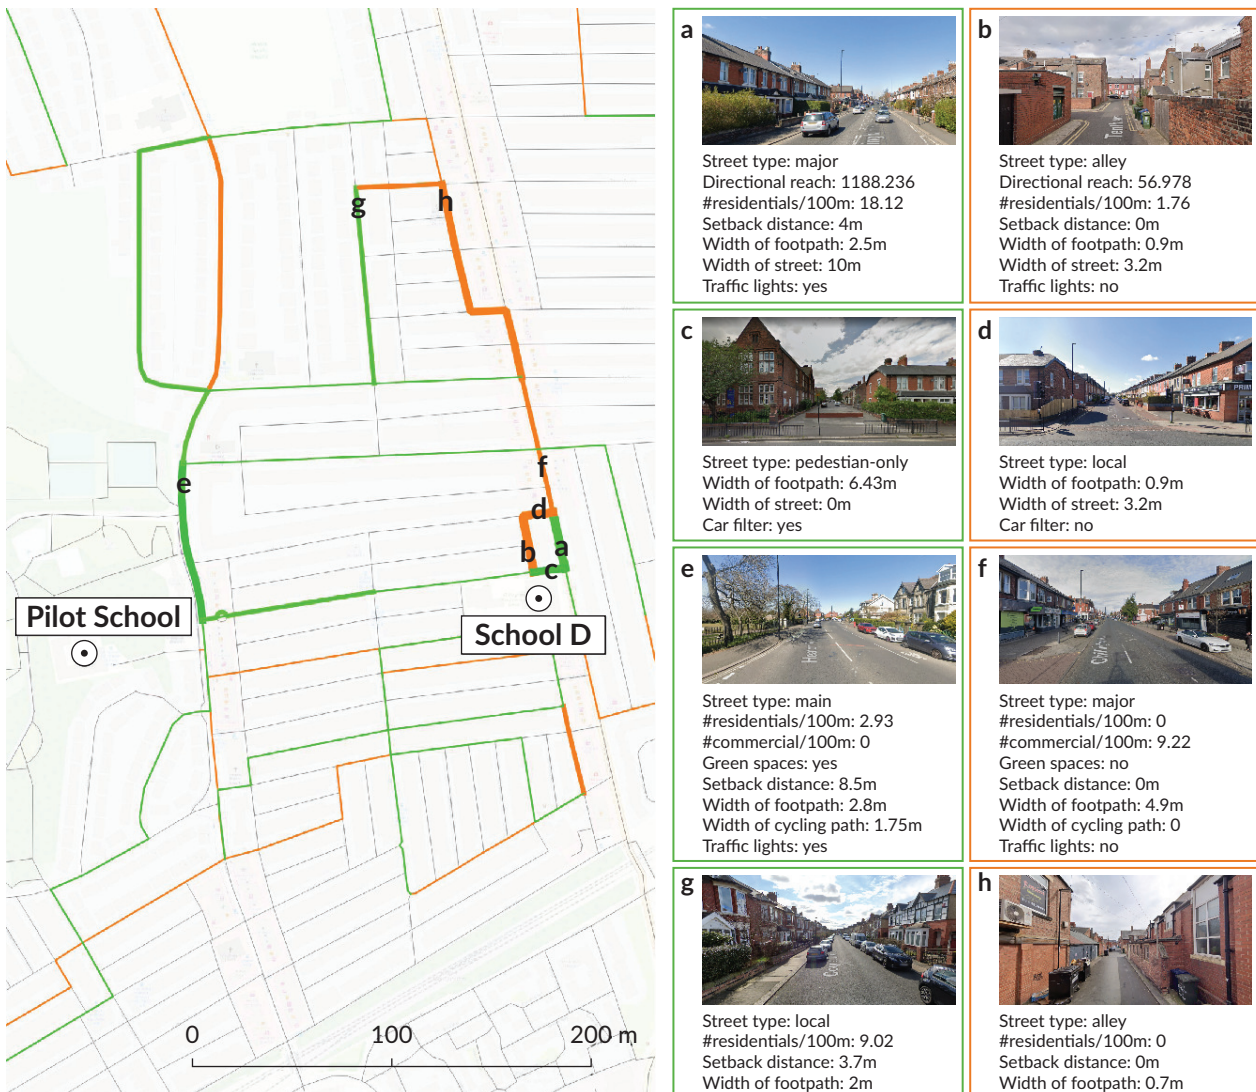 g
h
e
f
d
a
b
c
Pilot School
School D
0 100 200 m
a
Street type: major
Directional reach: 1188.236
#residentials/100m: 18.12
Setback distance: 4m
Width of footpath: 2.5m
Width of street: 10m
Traffic lights: yes
b
Street type: alley
Directional reach: 56.978
#residentials/100m: 1.76
Setback distance: 0m
Width of footpath: 0.9m
Width of street: 3.2m
Traffic lights: no
c
Street type: pedestian-only
Width of footpath: 6.43m
Width of street: 0m
Car filter: yes
d
Street type: local
Width of footpath: 0.9m
Width of street: 3.2m
Car filter: no
e
Street type: main
#residentials/100m: 2.93
#commercial/100m: 0
Green spaces: yes
Setback distance: 8.5m
Width of footpath: 2.8m
Width of cycling path: 1.75m
Traffic lights: yes
f
Street type: major
#residentials/100m: 0
#commercial/100m: 9.22
Green spaces: no
Setback distance: 0m
Width of footpath: 4.9m
Width of cycling path: 0
Traffic lights: no
g
Street type: local
#residentials/100m: 9.02
Setback distance: 3.7m
Width of footpath: 2m
h
Street type: alley
#residentials/100m: 0
Setback distance: 0m
Width of footpath: 0.7m